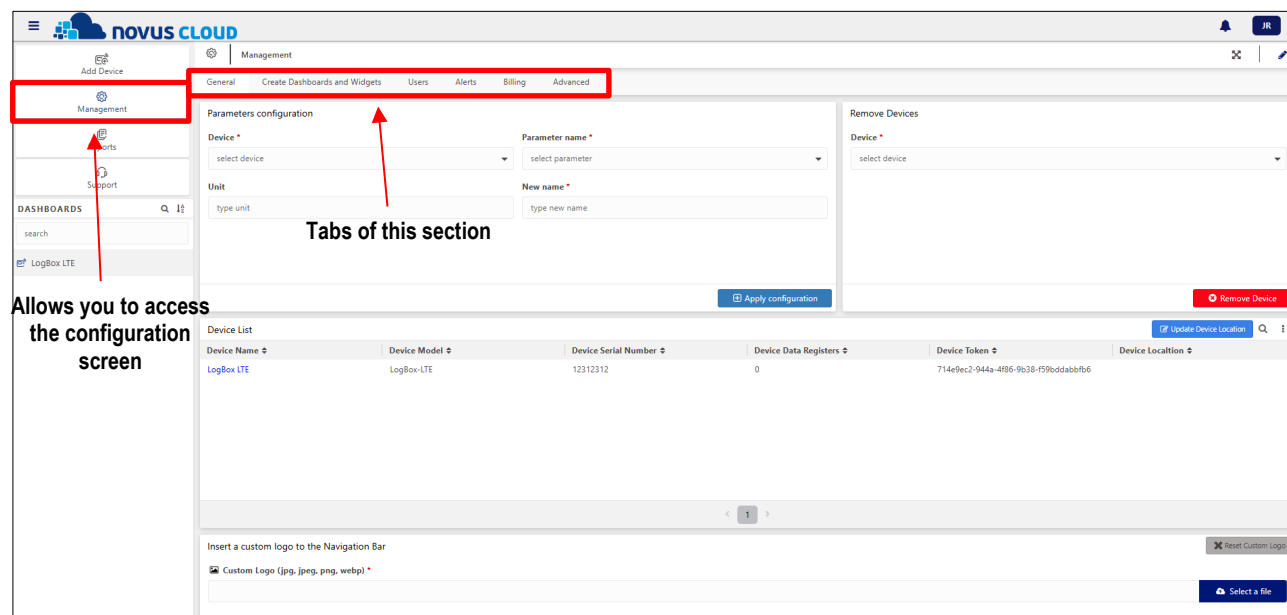 NOVUS CLOUD
JR
Add Device
Management
Management
General Create Dashboards and Widgets Users Alerts Billing Advanced
Support
DASHBOARDS
search
LogBox LTE
Allows you to access
the configuration
screen
Parameters configuration
Device *
Parameter name *
select device
select parameter
Unit
New name *
type unit
type new name
Tabs of this section
Apply configuration
Remove Devices
Device *
select device
Remove Device
Device List
Update Device Location
Device Name Device Model Device Serial Number Device Data Registers Device Token Device Localtion
LogBox LTE LogBox-LTE 12312312 0 714e9ec2-944a-4f86-9b38-f59bddabbfb6
1
Insert a custom logo to the Navigation Bar
Reset Custom Logo
Custom Logo (jpg, jpeg, png, webp) *
Select a file